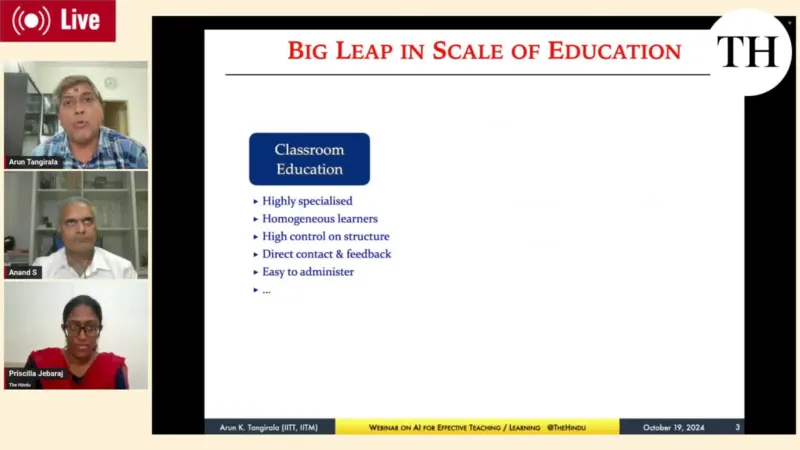 Live
BIG LEAP IN SCALE OF EDUCATION
TH
Classroom
Education
▸ Highly specialised
▸ Homogeneous learners
▸ High control on structure
▸ Direct contact & feedback
▸ Easy to administer
▸ ...
Arun Tangirala
Anand S
Priscilla Jebaraj
The Hindu
Arun K. Tangirala (IITT, IITM)
WEBINAR ON AI FOR EFFECTIVE TEACHING / LEARNING @THEHINDU
October 19, 2024
3